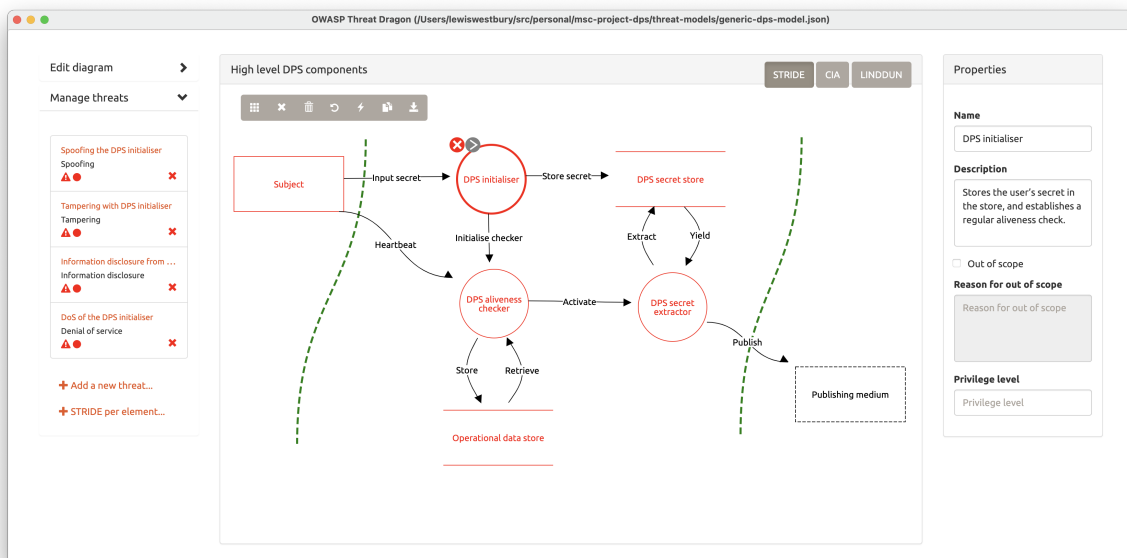 OWASP Threat Dragon (/Users/lewiswestbury/src/personal/msc-project-dps/threat-models/generic-dps-model.json)
Edit diagram
Manage threats
Spoofing the DPS initialiser
Spoofing
Tampering with DPS initialiser
Tampering
Information disclosure from ...
Information disclosure
DoS of the DPS initialiser
Denial of service
Add a new threat...
STRIDE per element...
High level DPS components
STRIDE
CIA
LINDDUN
Subject
Input secret
DPS initialiser
Store secret
DPS secret store
Heartbeat
Initialise checker
Extract
Yield
DPS aliveness
checker
Activate
DPS secret
extractor
Publish
Store
Retrieve
Publishing medium
Operational data store
Properties
Name
DPS initialiser
Description
Stores the user's secret in
the store, and establishes a
regular aliveness check.
Out of scope
Reason for out of scope
Reason for out of scope
Privilege level
Privilege level